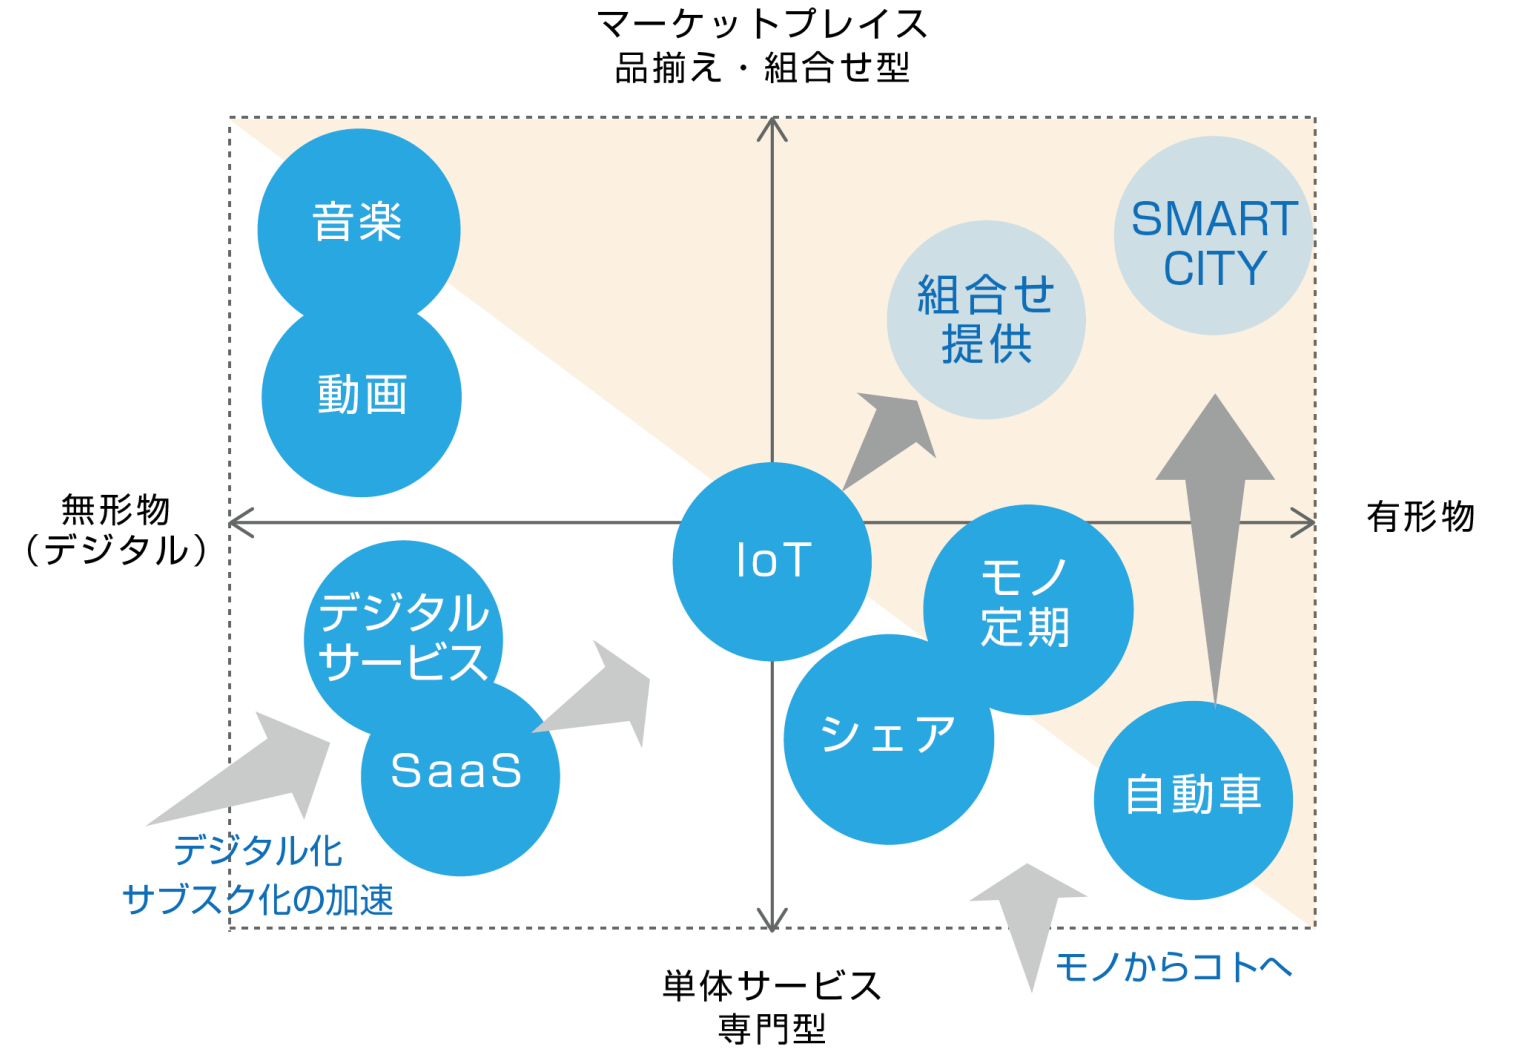 マーケットプレイス
品揃え・組合せ型
音楽
動画
SMART
CITY
組合せ
提供
無形物
（デジタル）
有形物
IoT
モノ
定期
デジタル
サービス
シェア
SaaS
自動車
デジタル化
サブスク化の加速
モノからコトへ
単体サービス
専門型